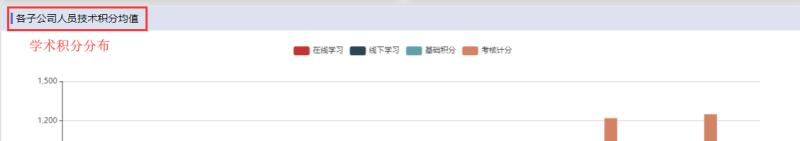 各子公司人员技术积分均值
学术积分分布
在线学习 线下学习 基础积分 考核计分
1,500
1,200